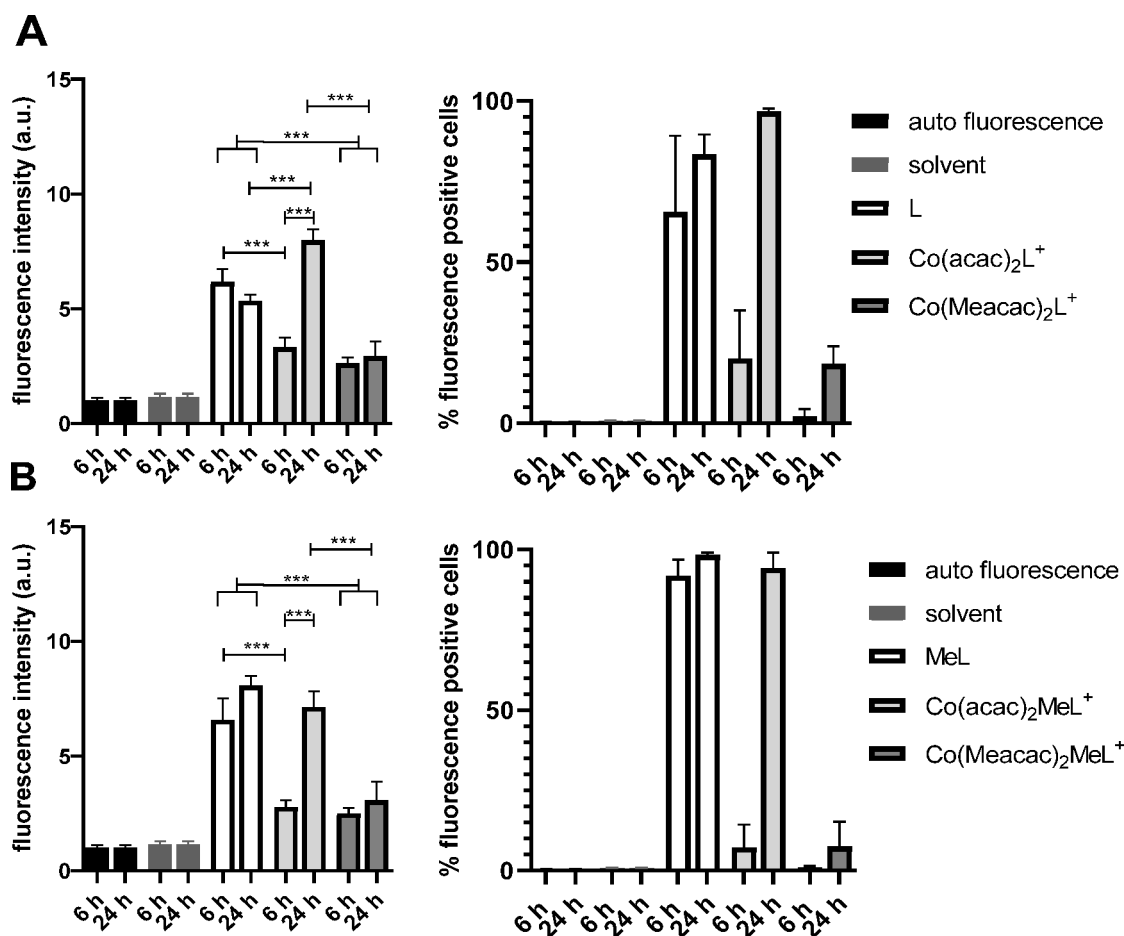 A
fluorescence intensity (a.u.)
15
10
5
0
***
***
***
***
***
6 h
24 h
6 h
24 h
6 h
24 h
6 h
24 h
6 h
24 h
% fluorescence positive cells
100
50
0
6 h
24 h
6 h
24 h
6 h
24 h
6 h
24 h
6 h
24 h
auto fluorescence
solvent
L
Co(acac)₂L⁺
Co(Meacac)₂L⁺
B
fluorescence intensity (a.u.)
15
10
5
0
***
***
***
***
6 h
24 h
6 h
24 h
6 h
24 h
6 h
24 h
6 h
24 h
% fluorescence positive cells
100
50
0
6 h
24 h
6 h
24 h
6 h
24 h
6 h
24 h
6 h
24 h
auto fluorescence
solvent
MeL
Co(acac)₂MeL⁺
Co(Meacac)₂MeL⁺